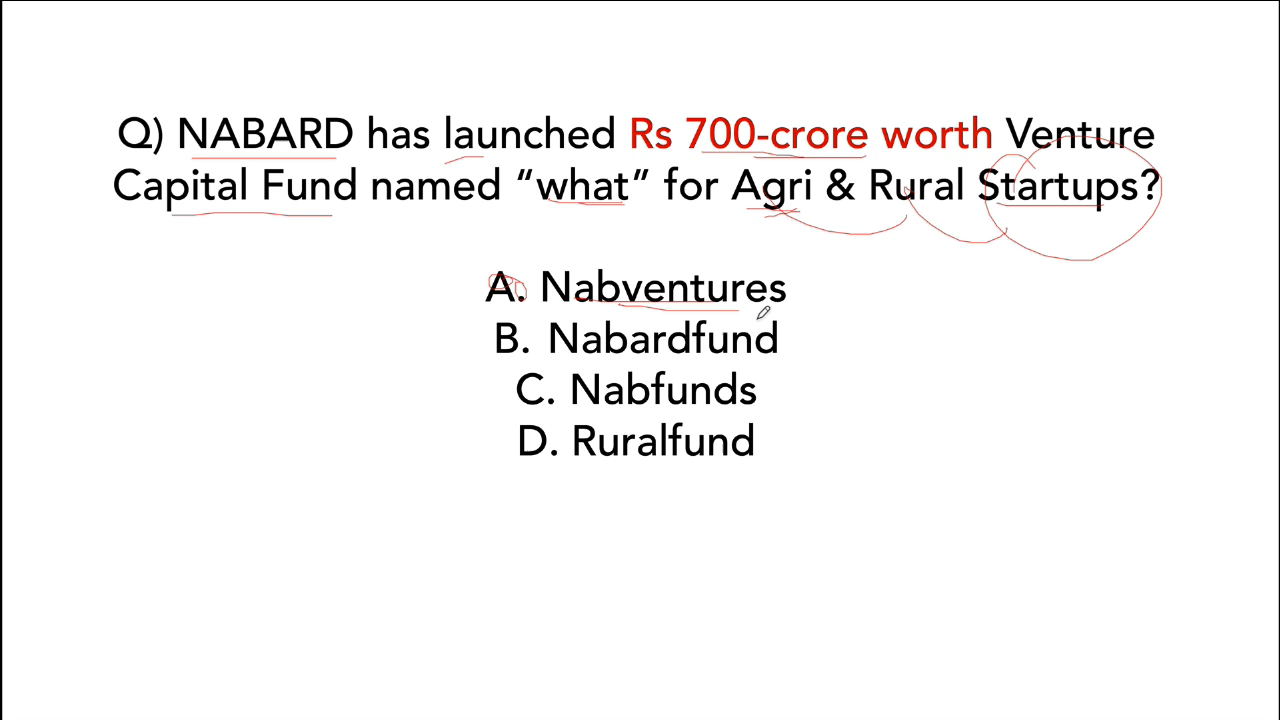 Q) NABARD has launched Rs 700-crore worth Venture
Capital Fund named “what” for Agri & Rural Startups?
A. Nabventures
B. Nabardfund
C. Nabfunds
D. Ruralfund